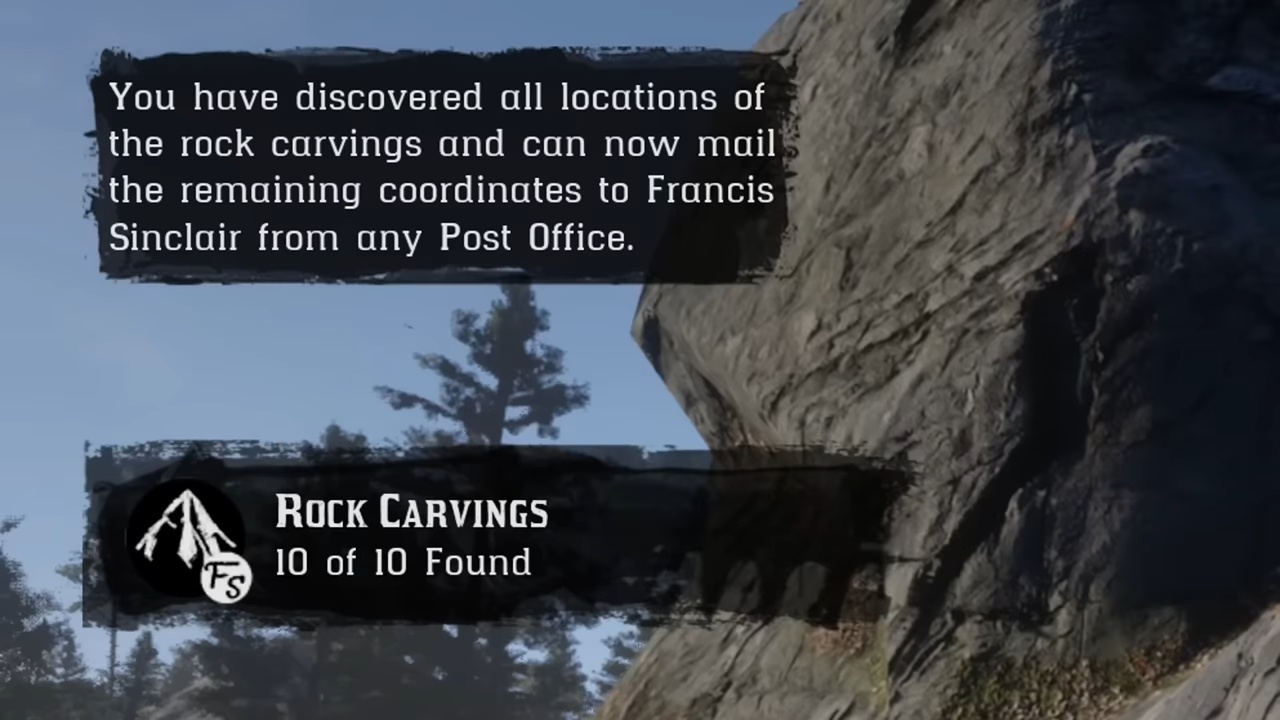 You have discovered all locations of
the rock carvings and can now mail
the remaining coordinates to Francis
Sinclair from any Post Office.
ROCK CARVINGS
10 of 10 Found
FS